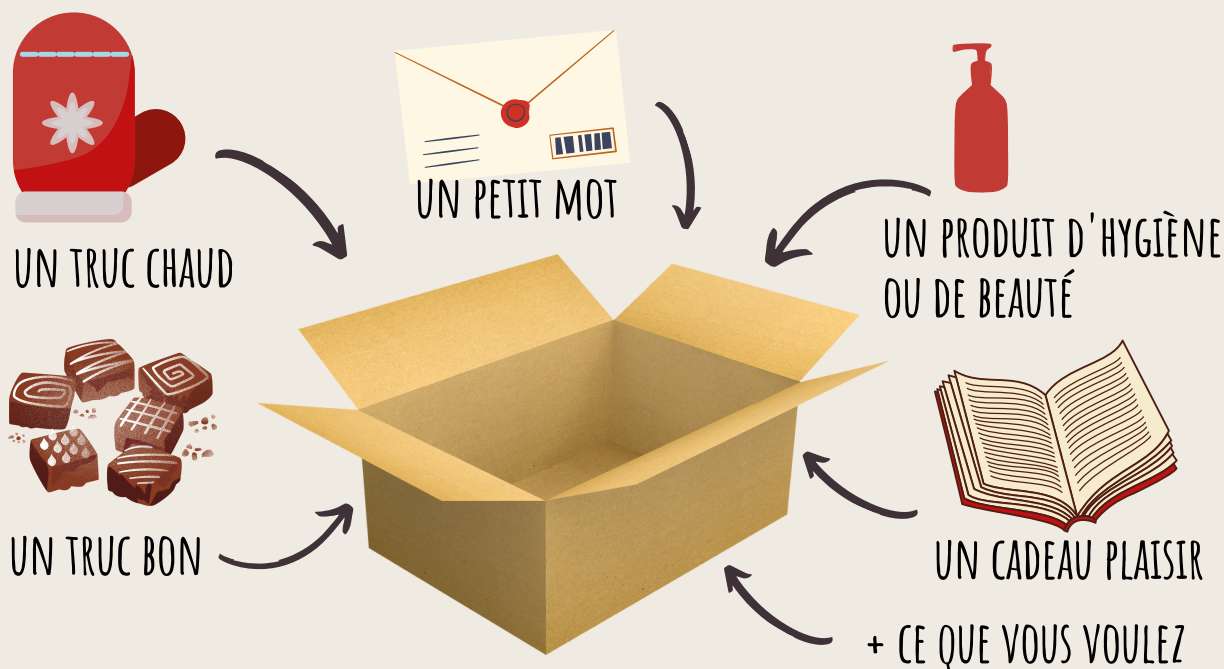 UN PETIT MOT
UN TRUC CHAUD
UN PRODUIT D'HYGIÈNE
OU DE BEAUTÉ
UN TRUC BON
UN CADEAU PLAISIR
+ CE QUE VOUS VOULEZ